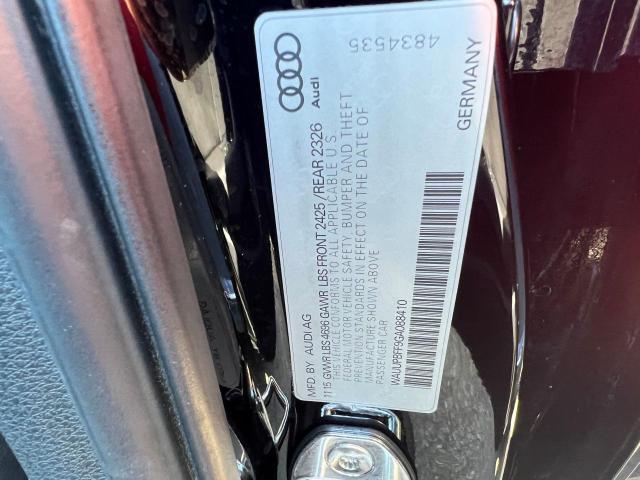 Audi
4834535
MFD. BY AUDI AG
11 15 GWVR LBS 4696 GAWR LBS FRONT 2425 / REAR 2326
THIS VEHICLE CONFORMS TO ALL APPLICABLE U S
FEDERAL MOTOR VEHICLE SAFETY, BUMPER AND THEFT
PREVENTION STANDARDS IN EFFECT ON THE DATE OF
MANUFACTURE SHOWN ABOVE
PASSENGER CAR
WAUUPBFF9GA088410
GERMANY